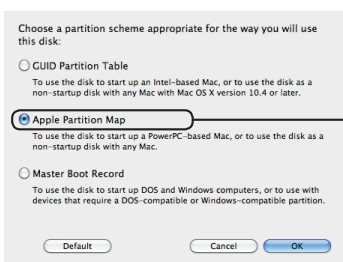 Choose a partition scheme appropriate for the way you will use
this disk:
GUID Partition Table
To use the disk to start up an Intel-based Mac, or to use the disk as a
non-startup disk with any Mac with Mac OS X version 10.4 or later.
Apple Partition Map
To use the disk to start up a PowerPC-based Mac, or to use the disk as a
non-startup disk with any Mac.
Master Boot Record
To use the disk to start up DOS and Windows computers, or to use with
devices that require a DOS-compatible or Windows-compatible partition.
Default Cancel OK